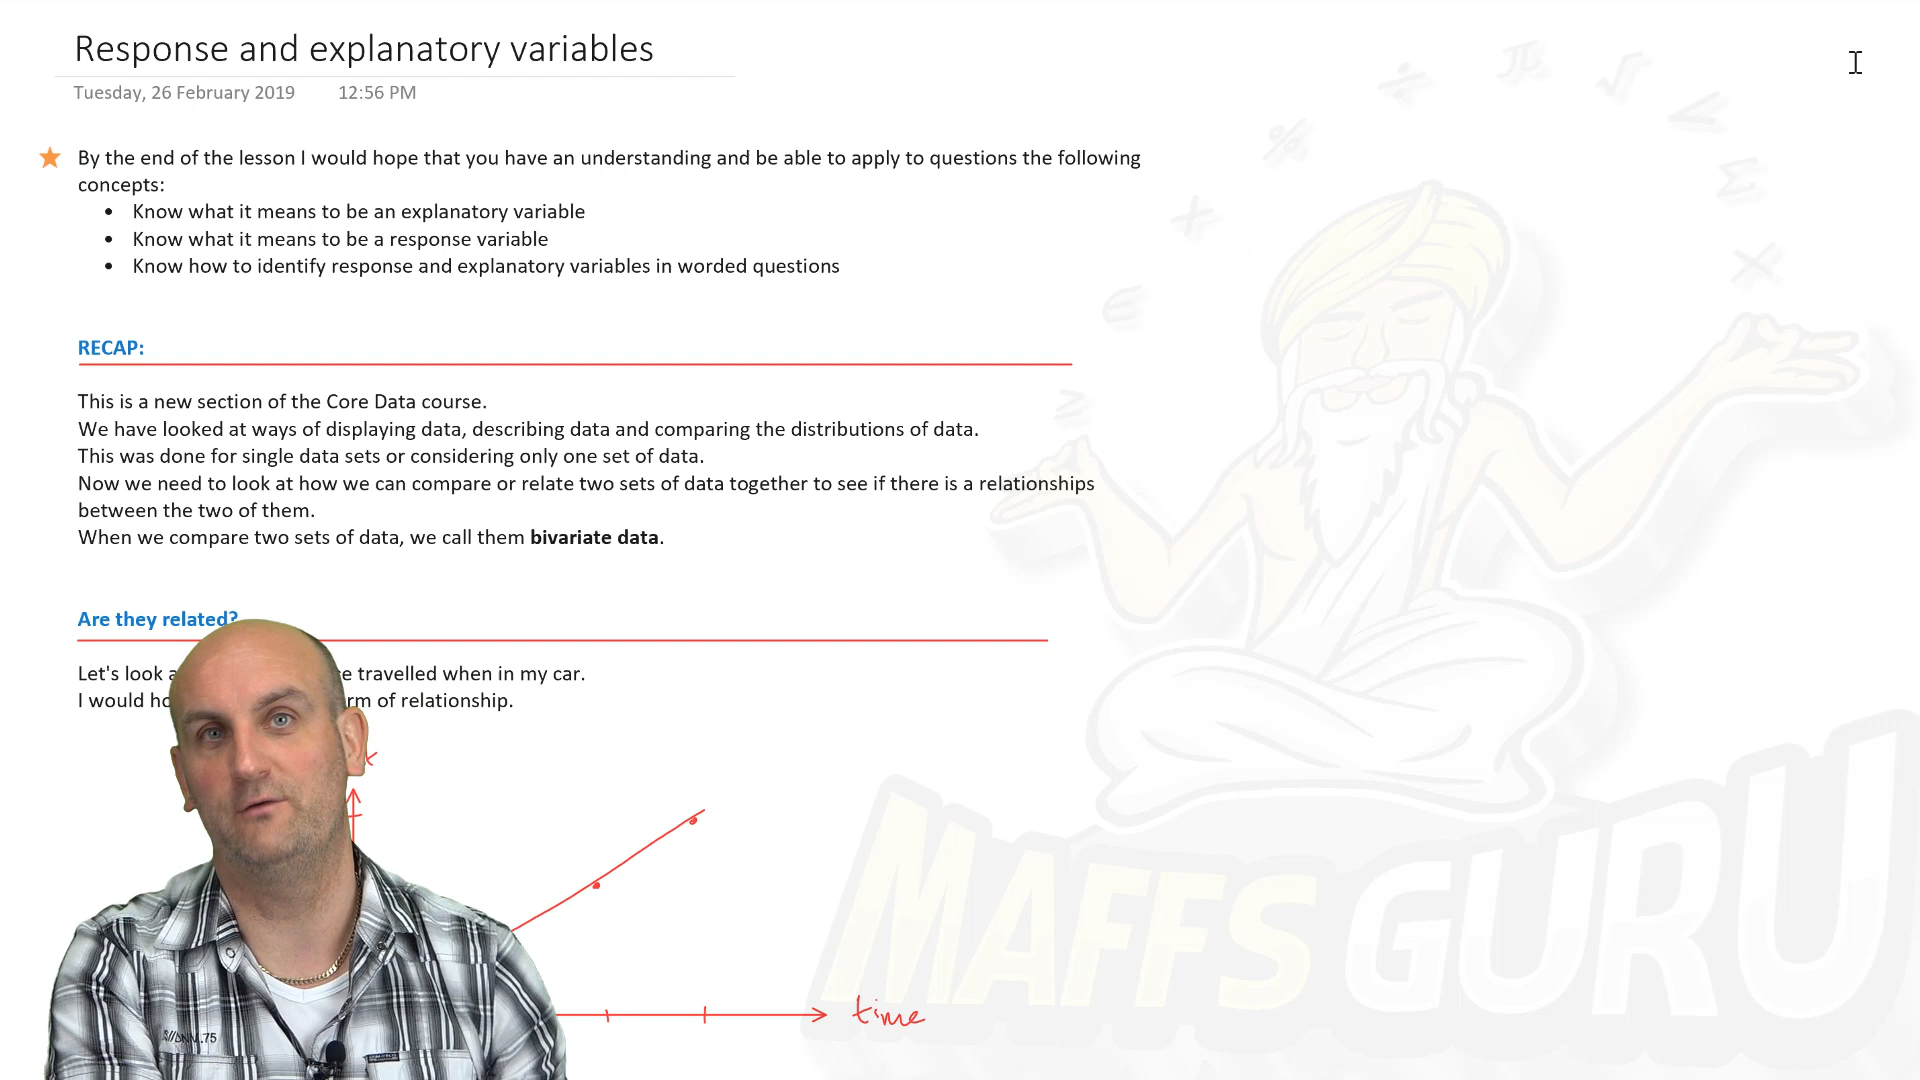 Response and explanatory variables
Tuesday, 26 February 2019 12:56 PM
By the end of the lesson I would hope that you have an understanding and be able to apply to questions the following
concepts:
• Know what it means to be an explanatory variable
• Know what it means to be a response variable
• Know how to identify response and explanatory variables in worded questions
RECAP:
This is a new section of the Core Data course.
We have looked at ways of displaying data, describing data and comparing the distributions of data.
This was done for single data sets or considering only one set of data.
Now we need to look at how we can compare or relate two sets of data together to see if there is a relationships
between the two of them.
When we compare two sets of data, we call them bivariate data.
Are they related?
Let's look travelled when in my car.
I would of relationship.
time
MAFFS GURU